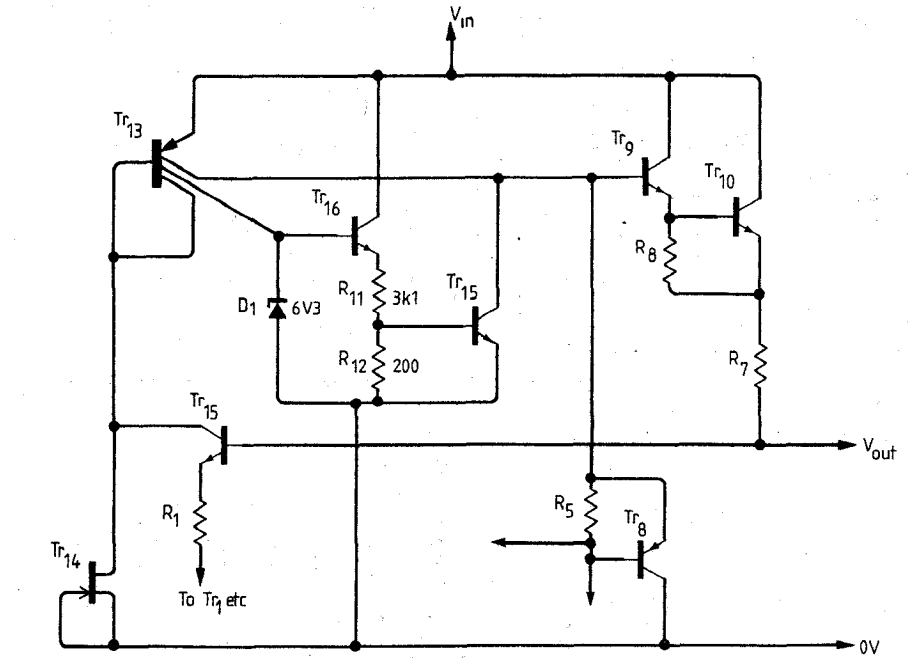 Vin
Tr13
Tr9
Tr10
Tr16
R8
R11 3k1
Tr15
D1 6V3
R12 200
R7
Tr15
Vout
R5
Tr8
R1
Tr14
To Tr1 etc
0V